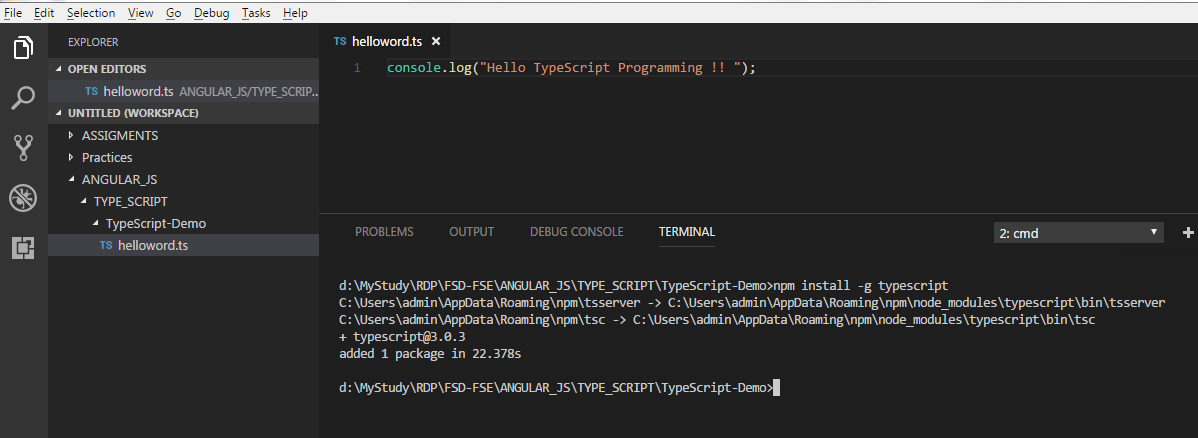 File Edit Selection View Go Debug Tasks Help
EXPLORER
OPEN EDITORS
TS helloword.ts ANGULAR_JS/TYPE_SCRIP...
UNTITLED (WORKSPACE)
ASSIGMENTS
Practices
ANGULAR_JS
TYPE_SCRIPT
TypeScript-Demo
TS helloword.ts
TS helloword.ts ×
1 console.log("Hello TypeScript Programming !! ");
PROBLEMS OUTPUT DEBUG CONSOLE TERMINAL 2: cmd
d:\MyStudy\RDP\FSD-FSE\ANGULAR_JS\TYPE_SCRIPT\TypeScript-Demo>npm install -g typescript
C:\Users\admin\AppData\Roaming\npm\tsserver -> C:\Users\admin\AppData\Roaming\npm\node_modules\typescript\bin\tsserver
C:\Users\admin\AppData\Roaming\npm\tsc -> C:\Users\admin\AppData\Roaming\npm\node_modules\typescript\bin\tsc
+ typescript@3.0.3
added 1 package in 22.378s
d:\MyStudy\RDP\FSD-FSE\ANGULAR_JS\TYPE_SCRIPT\TypeScript-Demo>